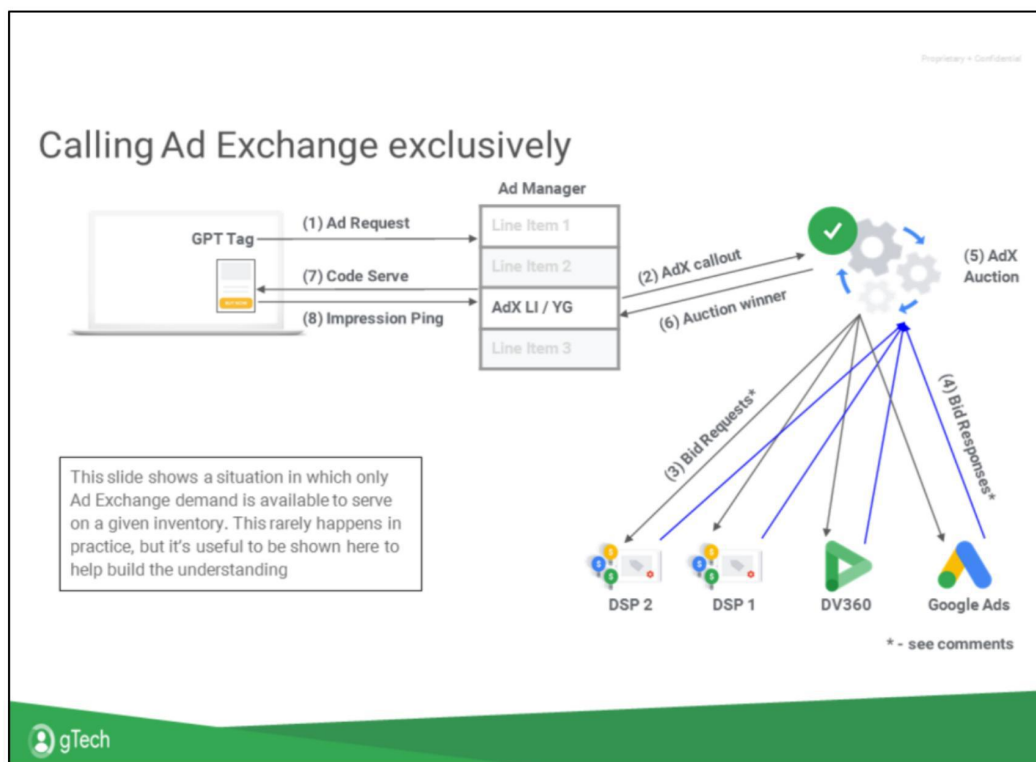 Proprietary + Confidential
Calling Ad Exchange exclusively
Ad Manager
GPT Tag
(1) Ad Request
Line Item 1
(7) Code Serve
Line Item 2
(8) Impression Ping
AdX LI / YG
Line Item 3
(2) AdX callout
(6) Auction winner
(5) AdX
Auction
(3) Bid Requests*
(4) Bid Responses*
This slide shows a situation in which only
Ad Exchange demand is available to serve
on a given inventory. This rarely happens in
practice, but it's useful to be shown here to
help build the understanding
DSP 2
DSP 1
DV360
Google Ads
* - see comments
gTech